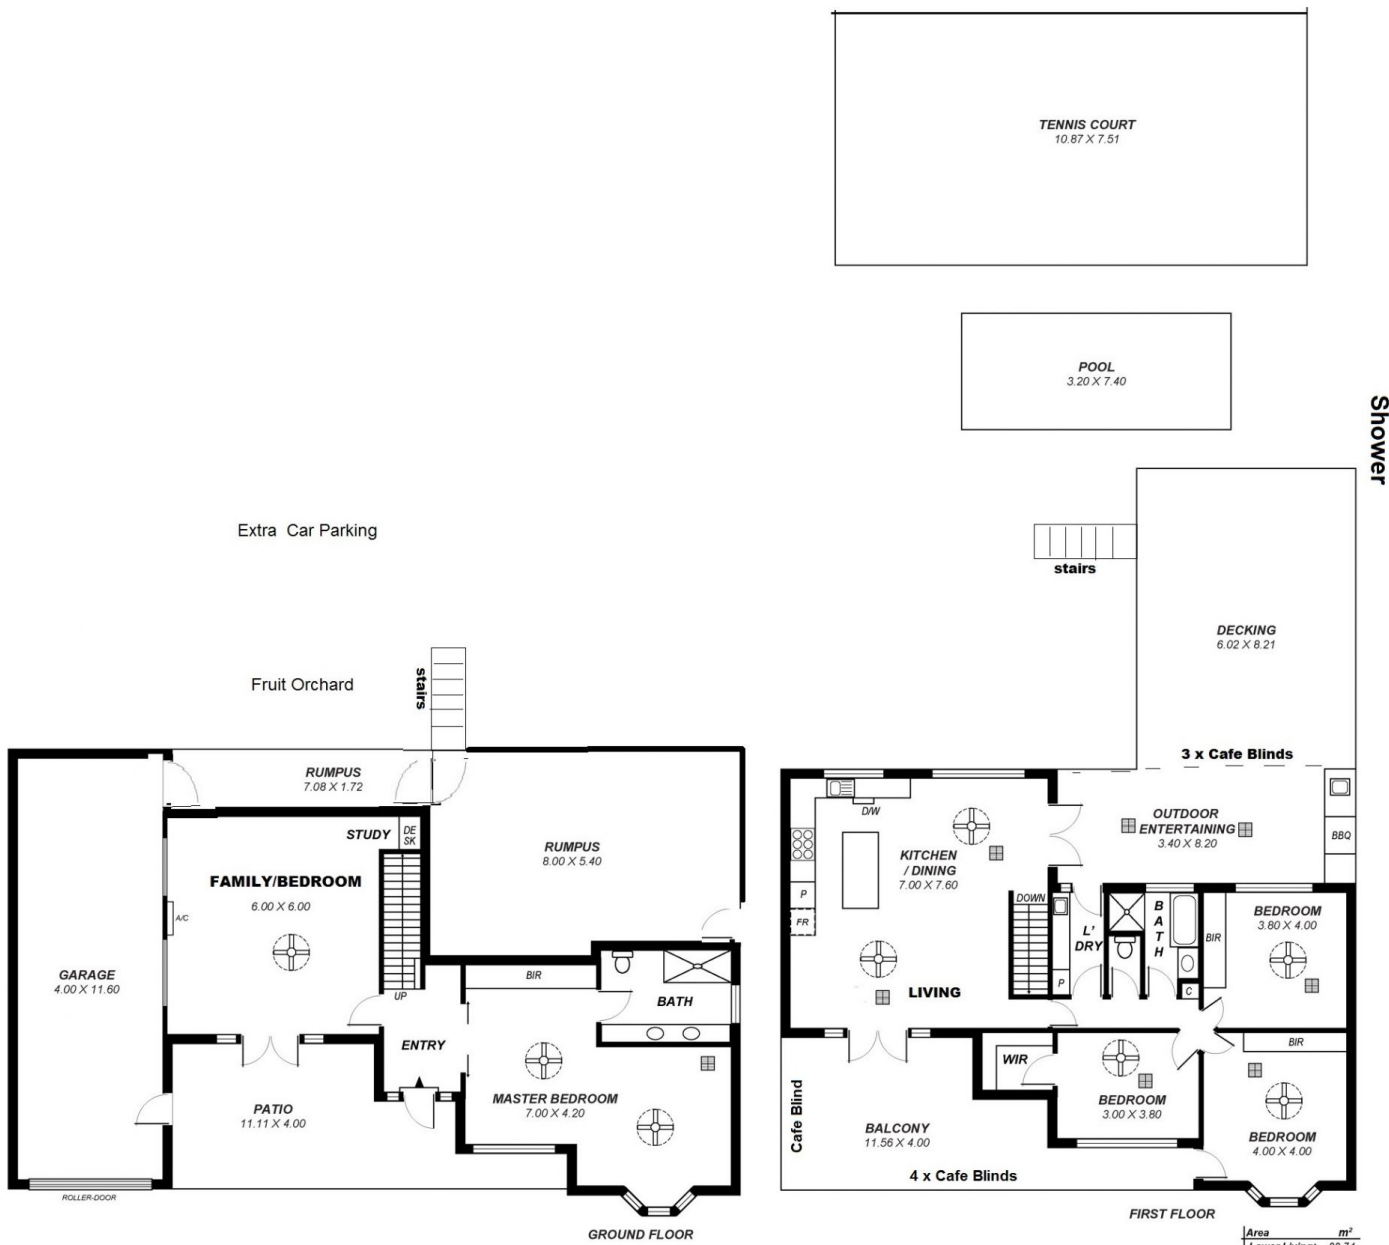 TENNIS COURT
10.87 X 7.51
POOL
3.20 X 7.40
Shower
Extra Car Parking
stairs
DECKING
6.02 X 8.21
Fruit Orchard
stairs
3 x Cafe Blinds
RUMPUS
7.08 X 1.72
STUDY
DE
SK
RUMPUS
8.00 X 5.40
FAMILY/BEDROOM
6.00 X 6.00
A/C
GARAGE
4.00 X 11.60
UP
BIR
BATH
ENTRY
MASTER BEDROOM
7.00 X 4.20
PATIO
11.11 X 4.00
ROLLER-DOOR
GROUND FLOOR
D/W
KITCHEN
/ DINING
7.00 X 7.60
OUTDOOR
ENTERTAINING
3.40 X 8.20
BBQ
P
FR
DOWN
L'
DRY
P
BATH
C
BIR
BEDROOM
3.80 X 4.00
LIVING
WIR
BEDROOM
3.00 X 3.80
BIR
BEDROOM
4.00 X 4.00
Cafe Blind
BALCONY
11.56 X 4.00
4 x Cafe Blinds
FIRST FLOOR
Area m²